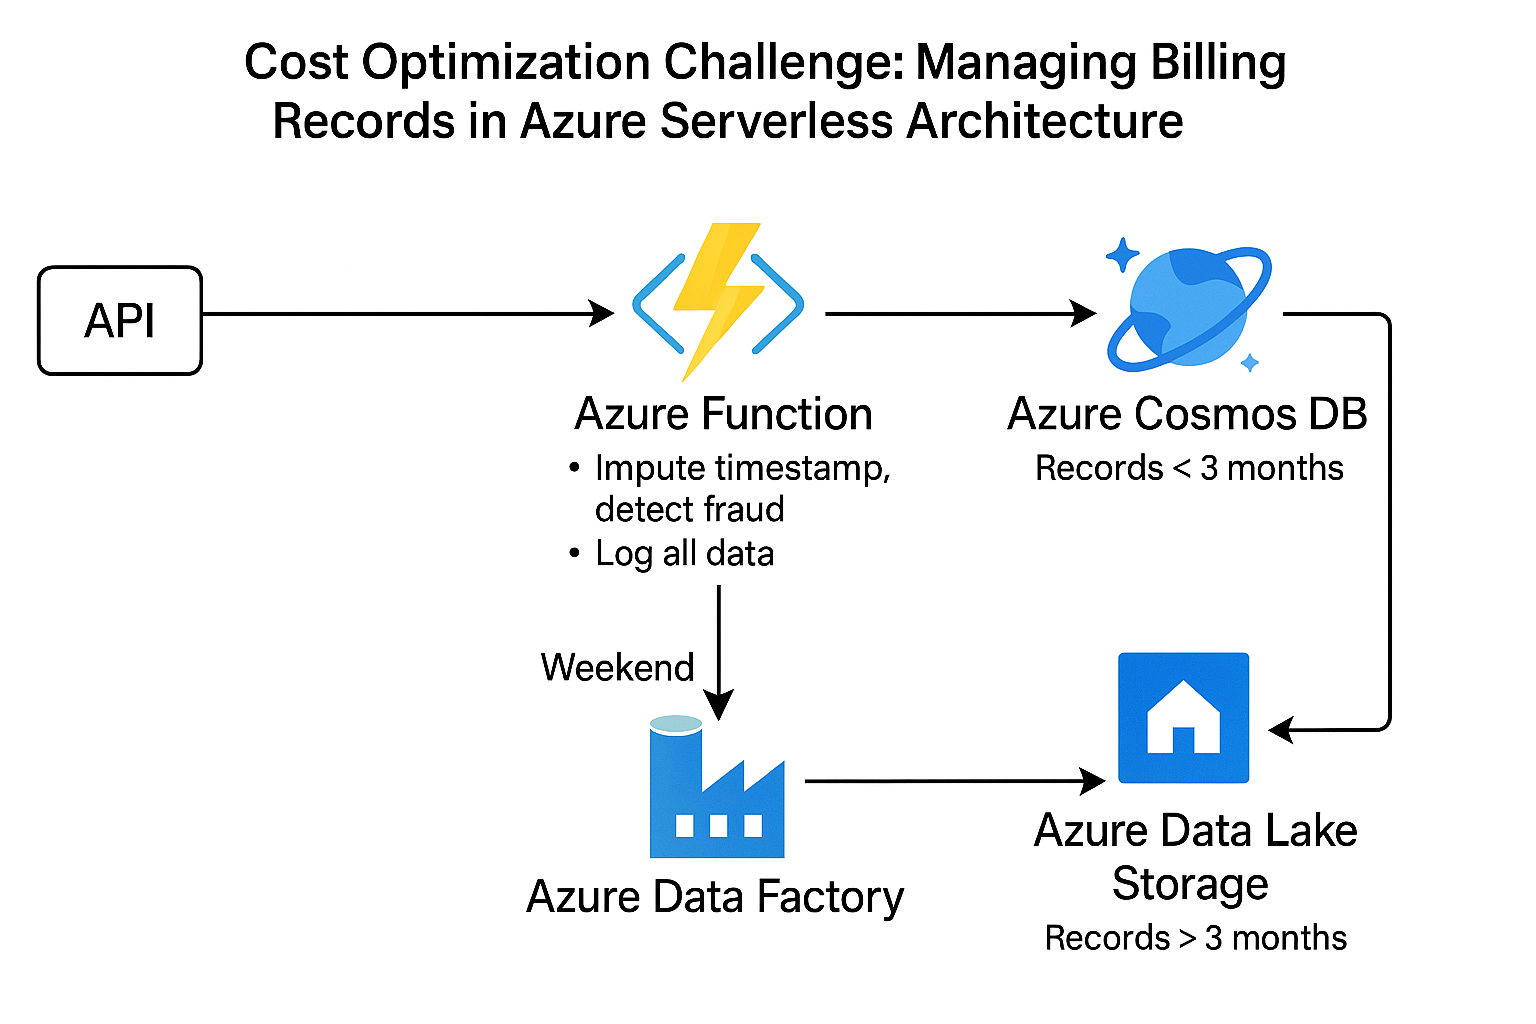 Cost Optimization Challenge: Managing Billing
Records in Azure Serverless Architecture
API
Azure Function
• Impute timestamp,
detect fraud
• Log all data
Azure Cosmos DB
Records < 3 months
Weekend
Azure Data Factory
Azure Data Lake
Storage
Records > 3 months